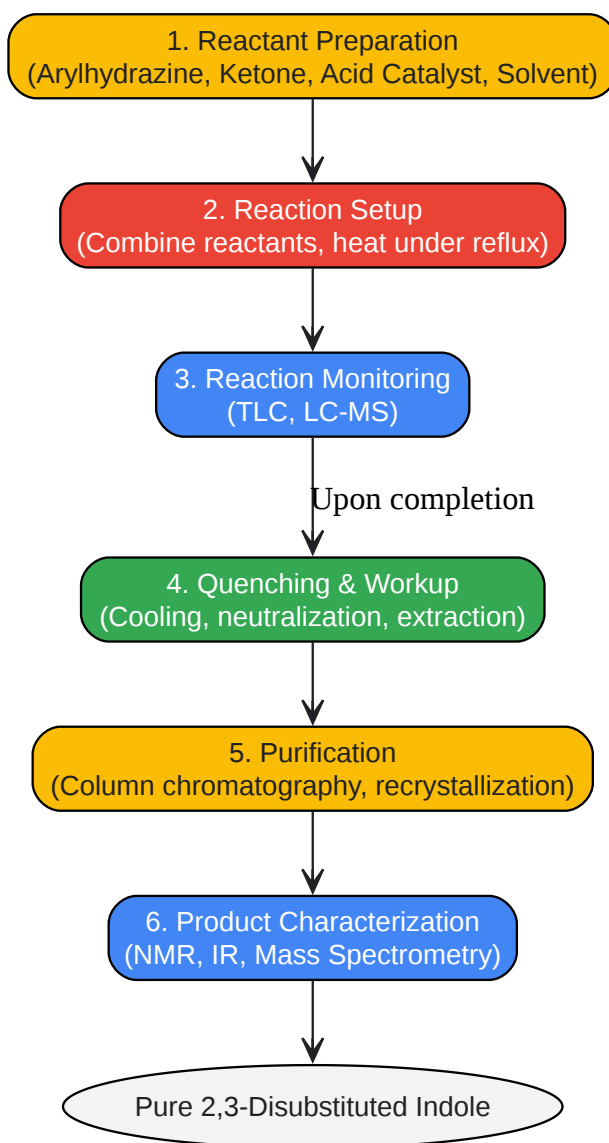 1. Reactant Preparation
(Arylhydrazine, Ketone, Acid Catalyst, Solvent)
2. Reaction Setup
(Combine reactants, heat under reflux)
3. Reaction Monitoring
(TLC, LC-MS)
Upon completion
4. Quenching & Workup
(Cooling, neutralization, extraction)
5. Purification
(Column chromatography, recrystallization)
6. Product Characterization
(NMR, IR, Mass Spectrometry)
Pure 2,3-Disubstituted Indole